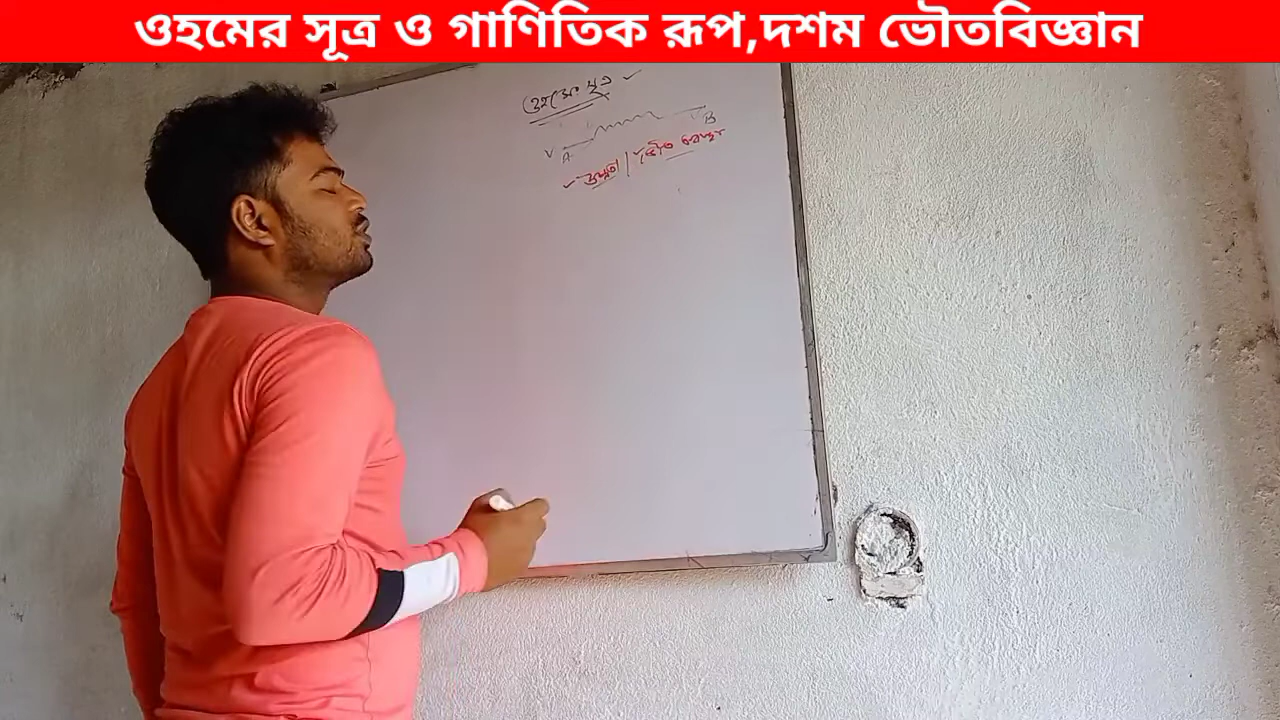 ওহমের সূত্র ও গাণিতিক রূপ,দশম ভৌতবিজ্ঞান
ওহমের সূত্র
V A B
উষ্ণতা | ভৌত অবস্থা